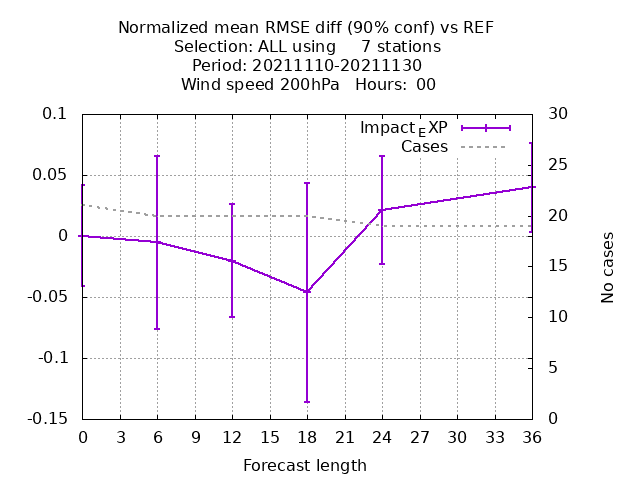 Normalized mean RMSE diff (90% conf) vs REF
Selection: ALL using 7 stations
Period: 20211110-20211130
Wind speed 200hPa Hours: 00
Impact_EXP
Cases
0.1
0.05
0
-0.05
-0.1
-0.15
30
25
20
15
10
5
0
No cases
0 3 6 9 12 15 18 21 24 27 30 33 36
Forecast length